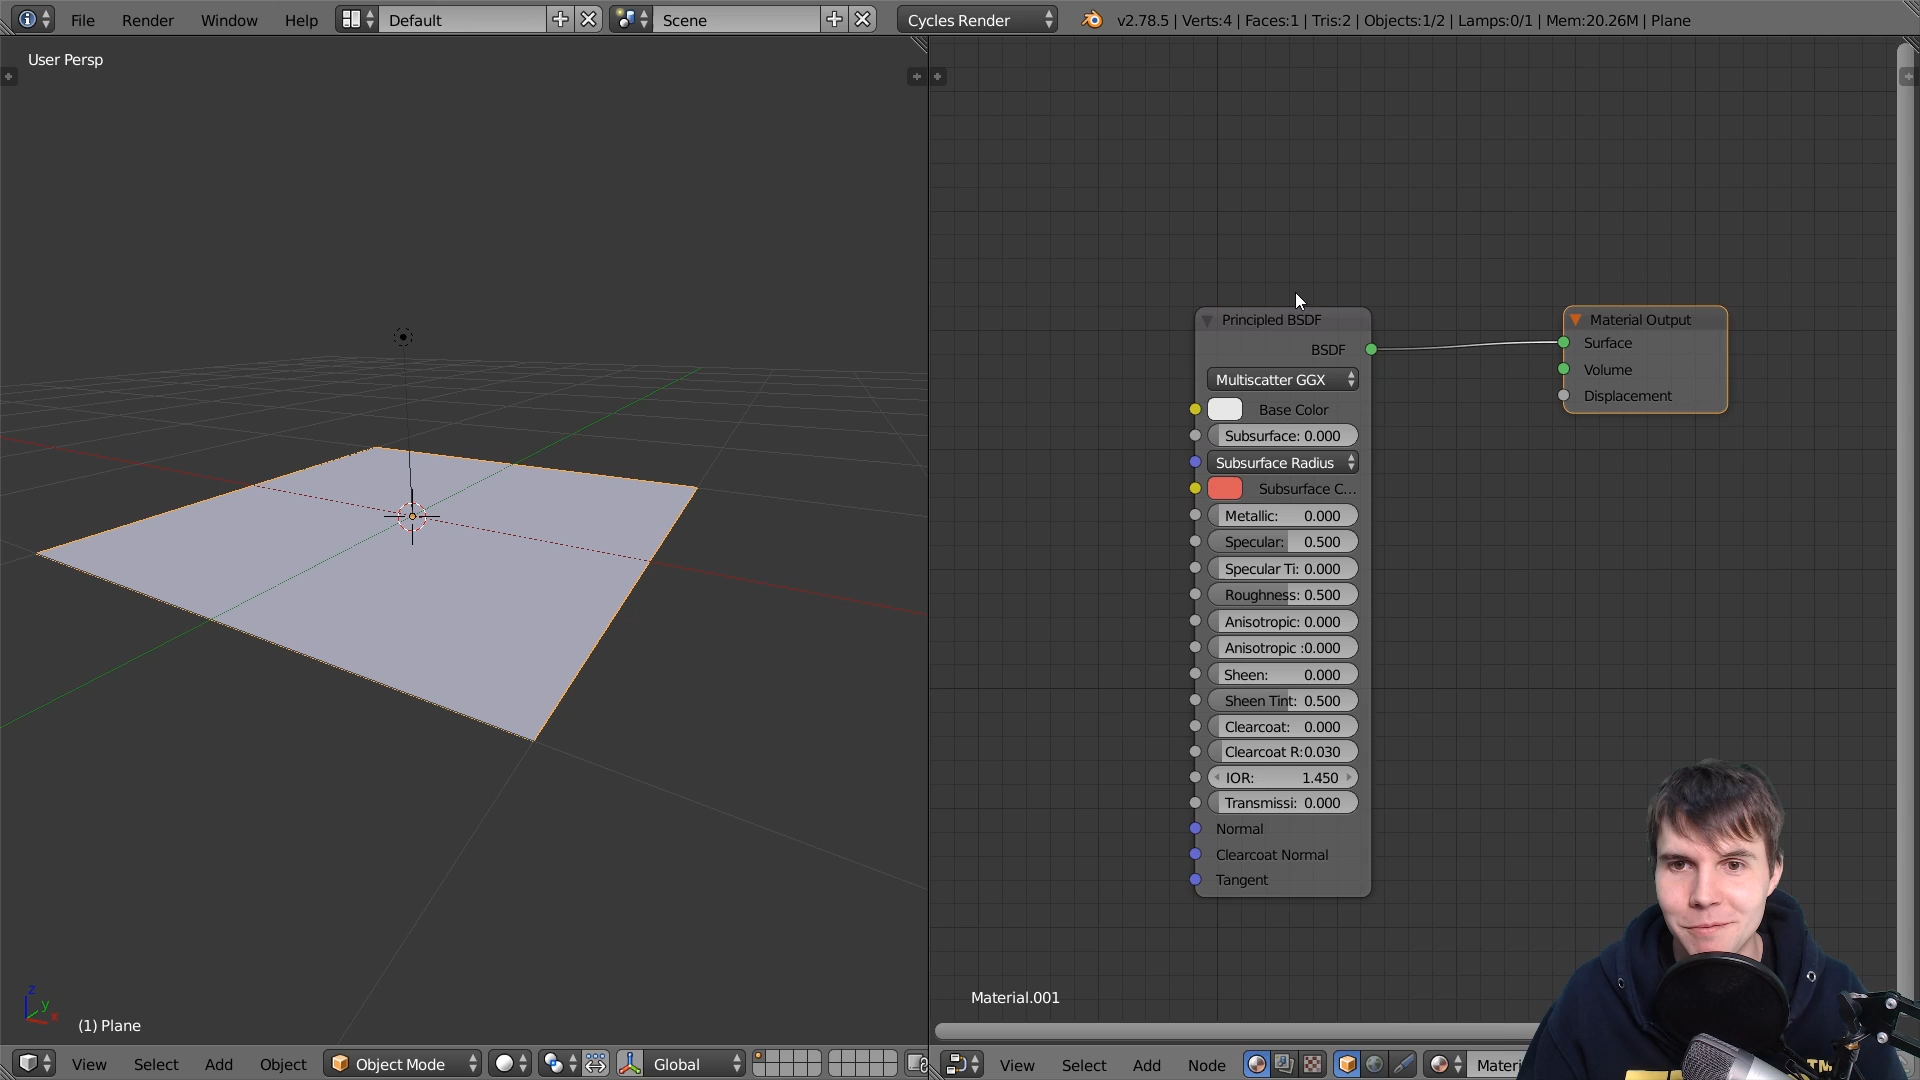 File Render Window Help Default Scene Cycles Render v2.78.5 | Verts:4 | Faces:1 | Tris:2 | Objects:1/2 | Lamps:0/1 | Mem:20.26M | Plane
User Persp
Principled BSDF
BSDF
Multiscatter GGX
Base Color
Subsurface: 0.000
Subsurface Radius
Subsurface C...
Metallic: 0.000
Specular: 0.500
Specular Ti: 0.000
Roughness: 0.500
Anisotropic: 0.000
Anisotropic :0.000
Sheen: 0.000
Sheen Tint: 0.500
Clearcoat: 0.000
Clearcoat R:0.030
IOR: 1.450
Transmissi: 0.000
Normal
Clearcoat Normal
Tangent
Material Output
Surface
Volume
Displacement
Material.001
z
y
x
(1) Plane
View Select Add Object Object Mode Global
View Select Add Node Materi
TM